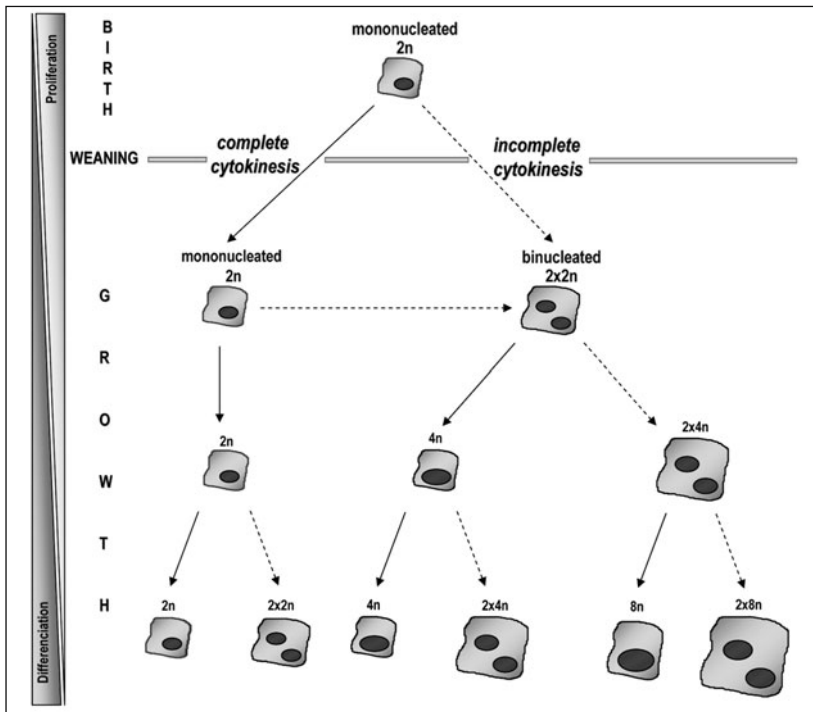 Proliferation
B
I
R
T
H
mononucleated
2n
WEANING
complete
cytokinesis
incomplete
cytokinesis
mononucleated
2n
binucleated
2x2n
G
R
O
W
T
H
2n
4n
2x4n
2n
2x2n
4n
2x4n
8n
2x8n
Differenciation